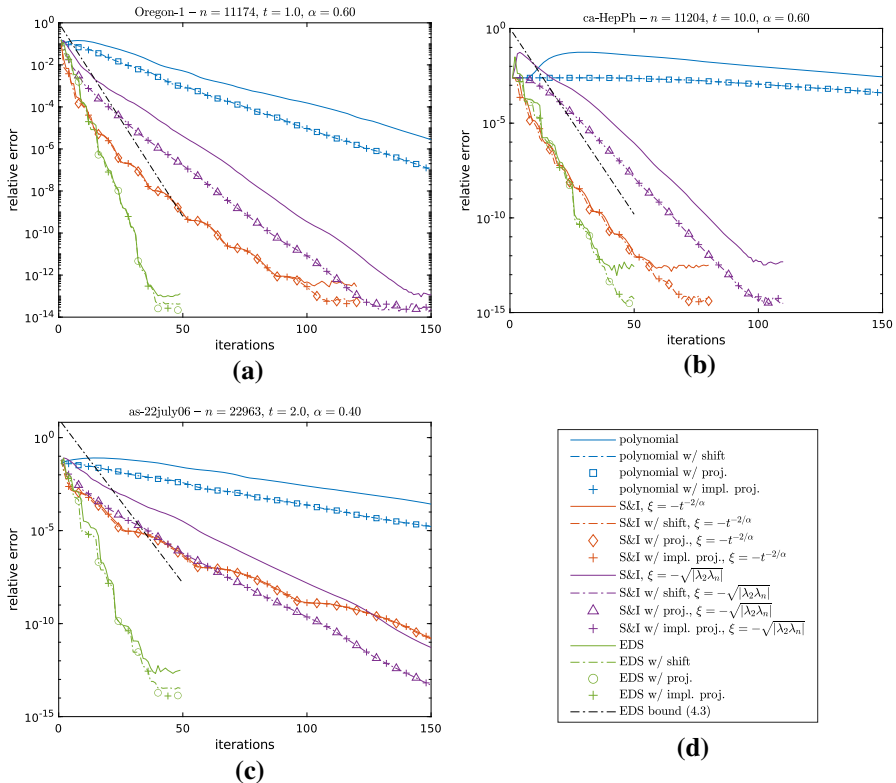 Oregon-1 – n = 11174, t = 1.0, α = 0.60
relative error
10^0
10^-2
10^-4
10^-6
10^-8
10^-10
10^-12
10^-14
0
50
100
150
iterations
(a)
ca-HepPh – n = 11204, t = 10.0, α = 0.60
relative error
10^0
10^-5
10^-10
10^-15
0
50
100
150
iterations
(b)
as-22july06 – n = 22963, t = 2.0, α = 0.40
relative error
10^0
10^-5
10^-10
10^-15
0
50
100
150
iterations
(c)
polynomial
polynomial w/ shift
polynomial w/ proj.
polynomial w/ impl. proj.
S&I, ξ = −t^{−2/α}
S&I w/ shift, ξ = −t^{−2/α}
S&I w/ proj., ξ = −t^{−2/α}
S&I w/ impl. proj., ξ = −t^{−2/α}
S&I, ξ = −√|λ₂λₙ|
S&I w/ shift, ξ = −√|λ₂λₙ|
S&I w/ proj., ξ = −√|λ₂λₙ|
S&I w/ impl. proj., ξ = −√|λ₂λₙ|
EDS
EDS w/ shift
EDS w/ proj.
EDS w/ impl. proj.
EDS bound (4.3)
(d)